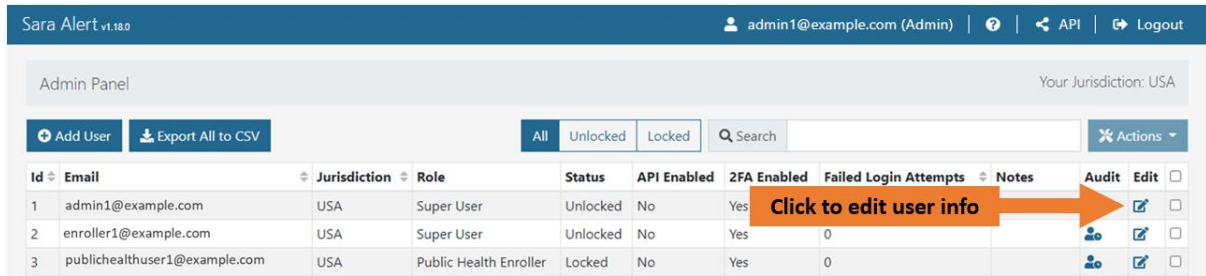 Sara Alert v1.18.0 admin1@example.com (Admin) | ? | API | Logout
Admin Panel Your Jurisdiction: USA
Add User Export All to CSV All Unlocked Locked Search Actions
Id Email Jurisdiction Role Status API Enabled 2FA Enabled Failed Login Attempts Notes Audit Edit
1 admin1@example.com USA Super User Unlocked No Yes Click to edit user info
2 enroller1@example.com USA Super User Unlocked No Yes 0
3 publichealthuser1@example.com USA Public Health Enroller Locked No Yes 0